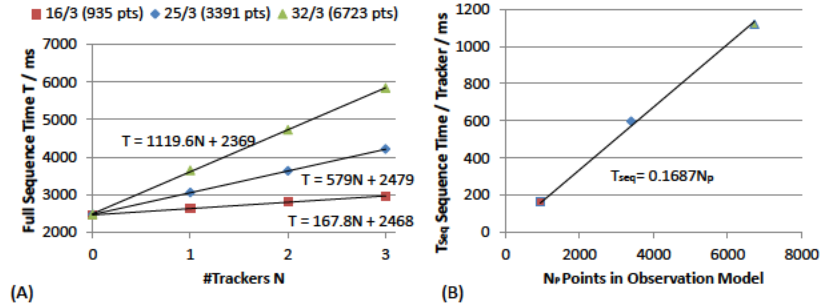 16/3 (935 pts) 25/3 (3391 pts) 32/3 (6723 pts)
Full Sequence Time T / ms
7000
6000
5000
4000
3000
2000
T = 1119.6N + 2369
T = 579N + 2479
T = 167.8N + 2468
0 1 2 3
#Trackers N
(A)
TSeq Sequence Time / Tracker / ms
1200
1000
800
600
400
200
0
Tseq= 0.1687Np
0 2000 4000 6000 8000
NP Points in Observation Model
(B)